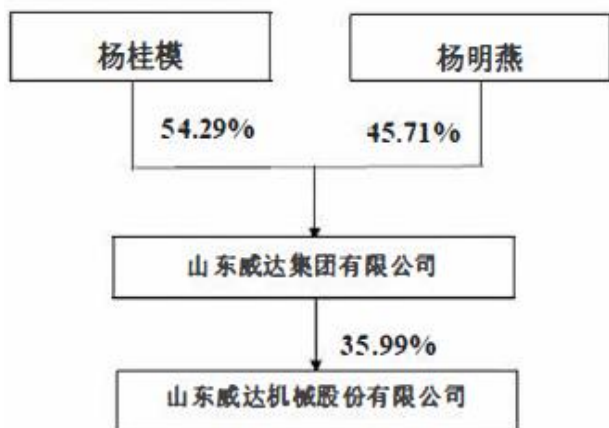 杨桂模
杨明燕
54.29%
45.71%
山东威达集团有限公司
35.99%
山东威达机械股份有限公司